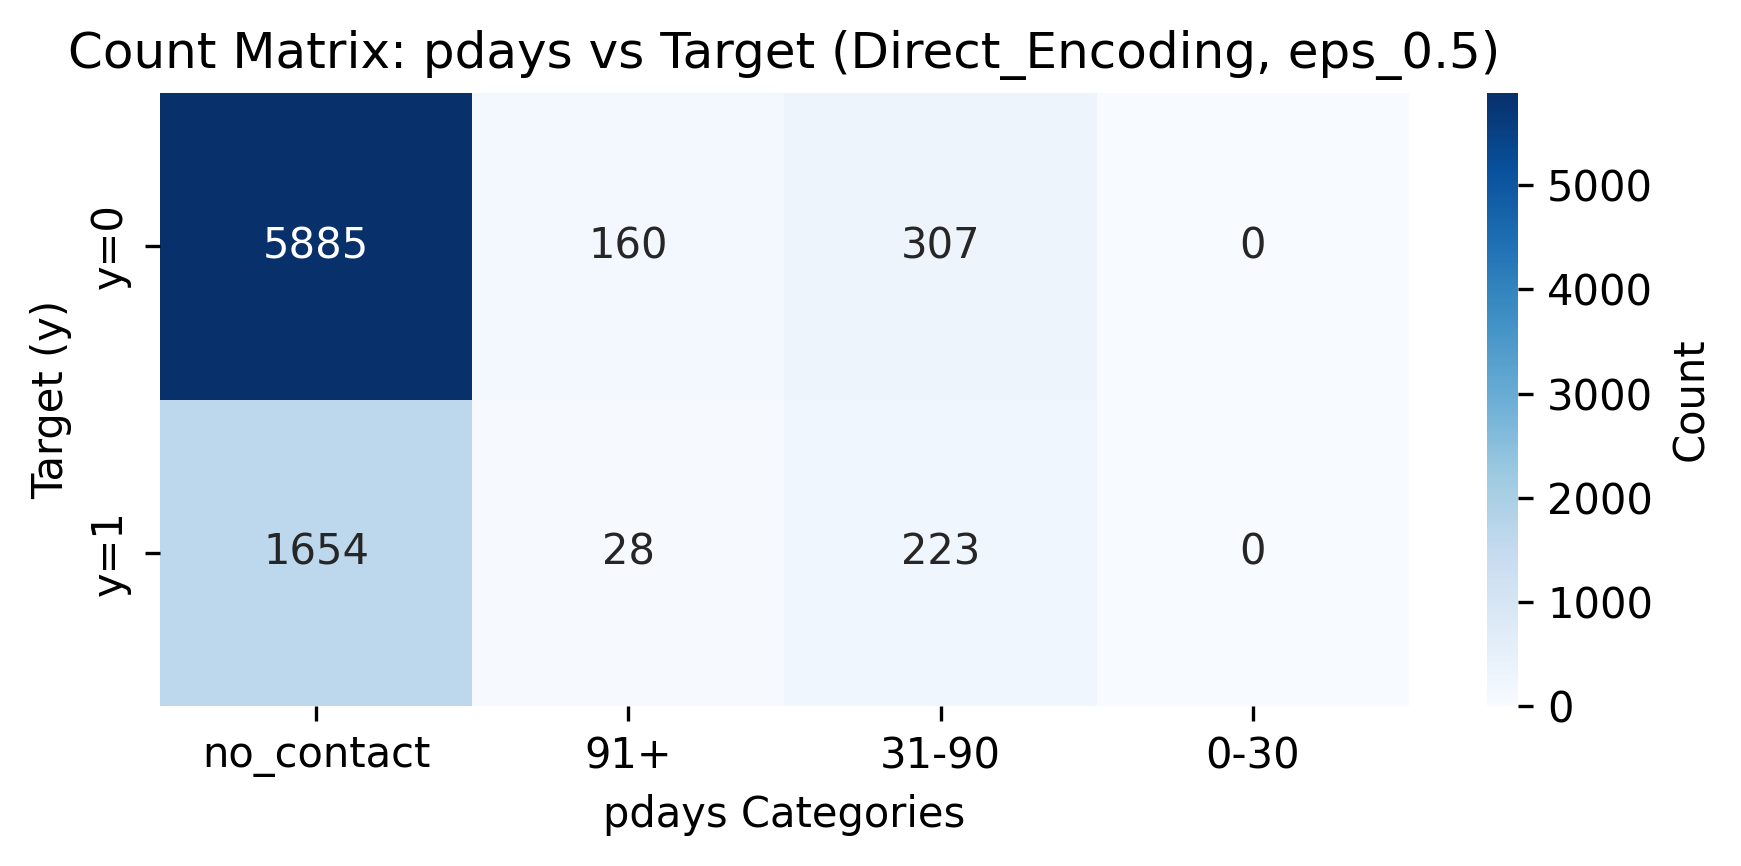 Count Matrix: pdays vs Target (Direct_Encoding, eps_0.5)
Target (y)
y=0
5885 160 307 0
y=1
1654 28 223 0
no_contact 91+ 31-90 0-30
pdays Categories
5000
4000
3000
2000
1000
0
Count